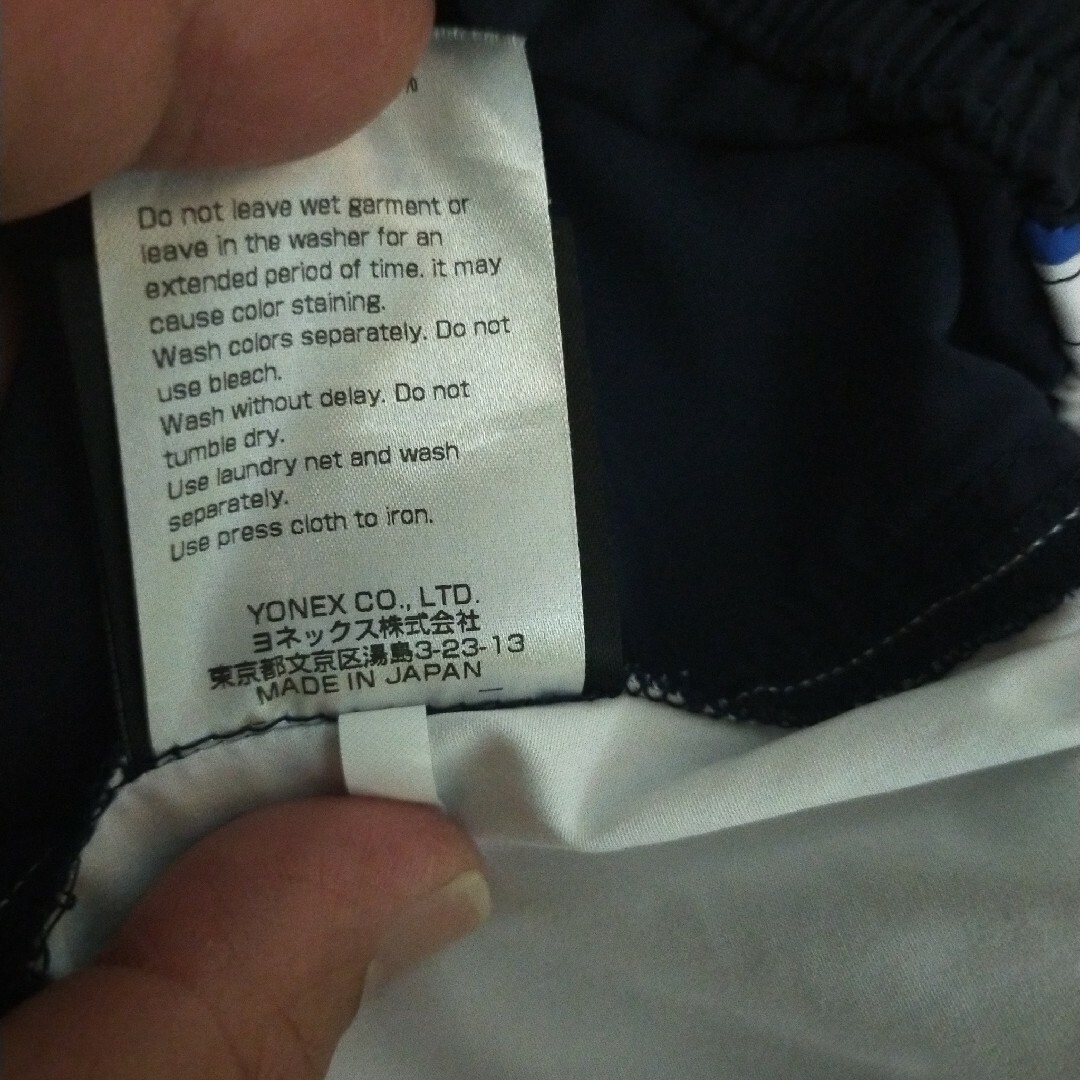 %
Do not leave wet garment or
leave in the washer for an
extended period of time. it may
cause color staining.
Wash colors separately. Do not
use bleach.
Wash without delay. Do not
tumble dry.
Use laundry net and wash
separately.
Use press cloth to iron.
YONEX CO., LTD.
ヨネックス株式会社
東京都文京区湯島3-23-13
MADE IN JAPAN